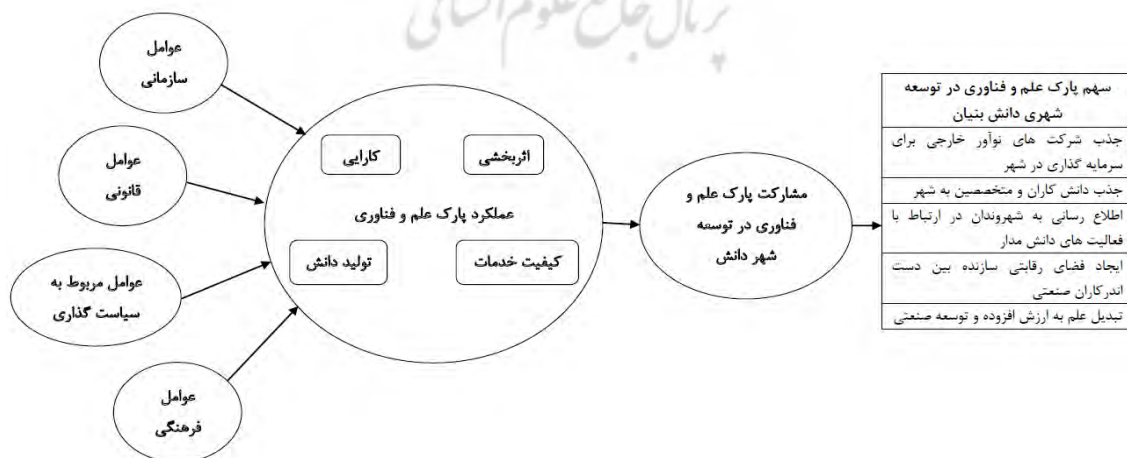 پرتال جامع علوم انسانی
عوامل
سازمانی
عوامل
قانونی
عوامل مربوط به
سیاست گذاری
عوامل
فرهنگی
کارایی
اثربخشی
عملکرد پارک علم و فناوری
تولید دانش
کیفیت خدمات
مشارکت پارک علم و
فناوری در توسعه
شهر دانش
سهم پارک علم و فناوری در توسعه
شهری دانش بنیان
جذب شرکت های نوآور خارجی برای
سرمایه گذاری در شهر
جذب دانش کاران و متخصصین به شهر
اطلاع رسانی به شهروندان در ارتباط با
فعالیت های دانش مدار
ایجاد فضای رقابتی سازنده بین دست
اندرکاران صنعتی
تبدیل علم به ارزش افزوده و توسعه صنعتی